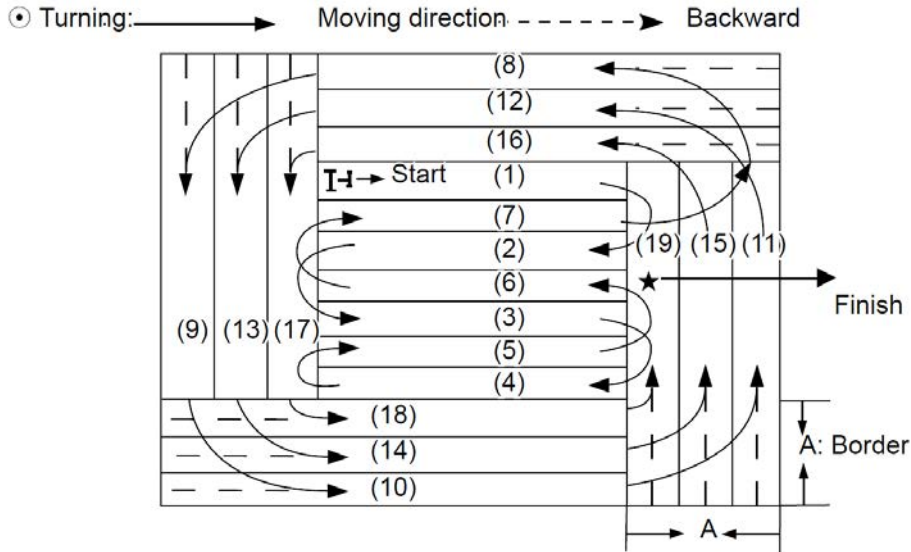 Turning: Moving direction Backward
(8)
(12)
(16)
Start (1)
(7)
(2) (19) (15) (11)
(6)
Finish
(9) (13) (17) (3)
(5)
(4)
(18)
(14) A: Border
(10)
A